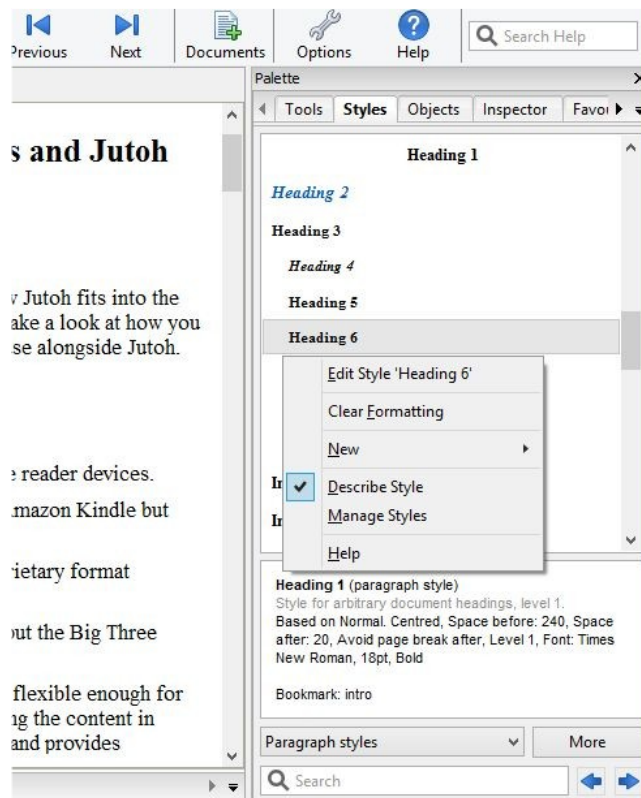 Previous
Next
Documents
Options
Help
Search Help
Palette
Tools
Styles
Objects
Inspector
s and Jutoh
Jutoh fits into the
ake a look at how you
se alongside Jutoh.
reader devices.
mazon Kindle but
rietary format
out the Big Three
flexible enough for
ng the content in
and provides
Heading 1
Heading 2
Heading 3
Heading 4
Heading 5
Heading 6
Edit Style 'Heading 6'
Clear Formatting
New
Describe Style
Manage Styles
Help
Heading 1 (paragraph style)
Style for arbitrary document headings, level 1.
Based on Normal. Centred, Space before: 240, Space
after: 20, Avoid page break after, Level 1, Font: Times
New Roman, 18pt, Bold
Bookmark: intro
Paragraph styles
More
Search